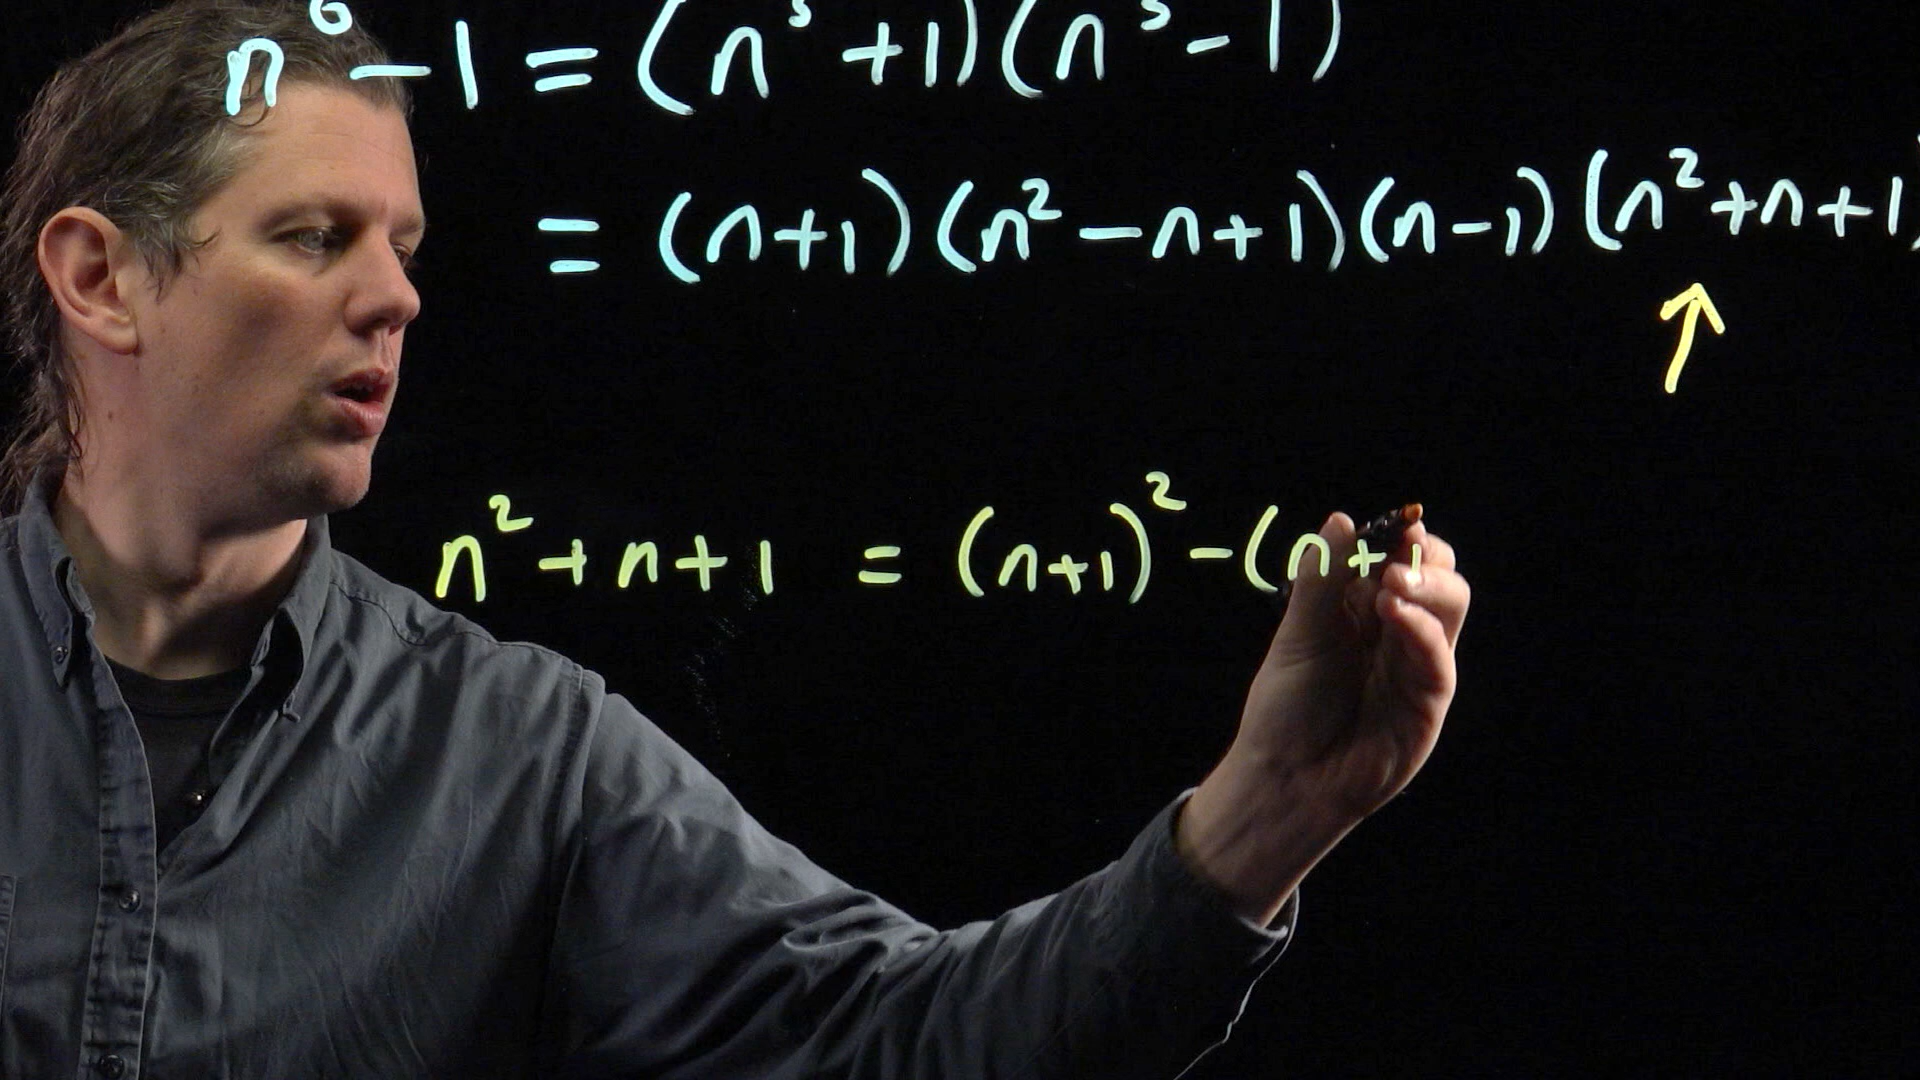 n⁶ - 1 = (n³ + 1)(n³ - 1)
= (n+1)(n² - n + 1)(n - 1)(n² + n + 1)
n² + n + 1 = (n+1)² - (n+1